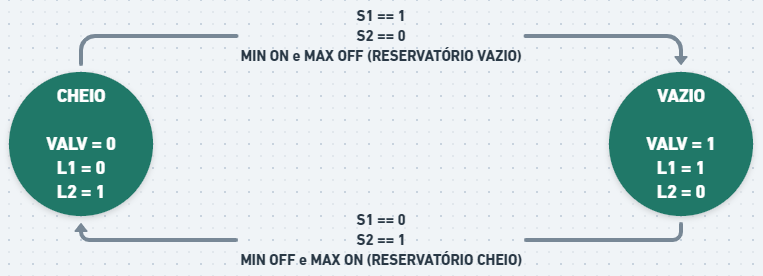 S1 == 1
S2 == 0
MIN ON e MAX OFF (RESERVATÓRIO VAZIO)
CHEIO
VALV = 0
L1 = 0
L2 = 1
VAZIO
VALV = 1
L1 = 1
L2 = 0
S1 == 0
S2 == 1
MIN OFF e MAX ON (RESERVATÓRIO CHEIO)